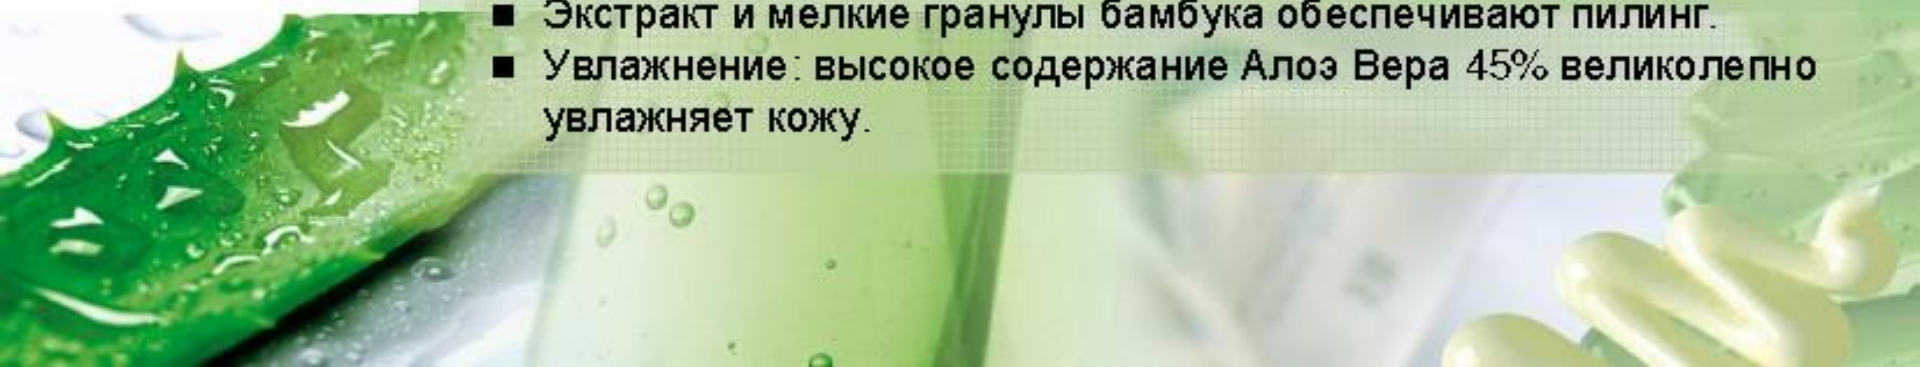 ■ Экстракт и мелкие гранулы бамбука обеспечивают пилинг.
■ Увлажнение: высокое содержание Алоэ Вера 45% великолепно
увлажняет кожу.